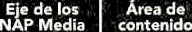 Eje de los
NAP Media
Área de
contenido